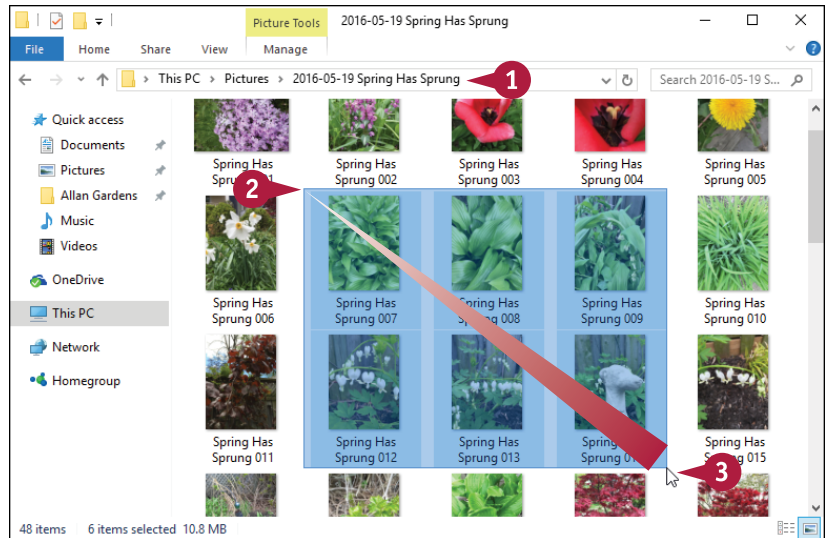 Picture Tools 2016-05-19 Spring Has Sprung
File Home Share View Manage
This PC > Pictures > 2016-05-19 Spring Has Sprung 1 Search 2016-05-19 S...
Quick access
Documents
Pictures
Allan Gardens
Music
Videos
OneDrive
This PC
Network
Homegroup
Spring Has Spring Has Spring Has Spring Has Spring Has
Sprung 002 Sprung 003 Sprung 004 Sprung 005
2
Spring Has Spring Has Spring Has Spring Has Spring Has
Sprung 006 Sprung 007 Sprung 008 Sprung 009 Sprung 010
Spring Has Spring Has Spring Has Spring Has
Sprung 011 Sprung 012 Sprung 013 015
3
48 items 6 items selected 10.8 MB